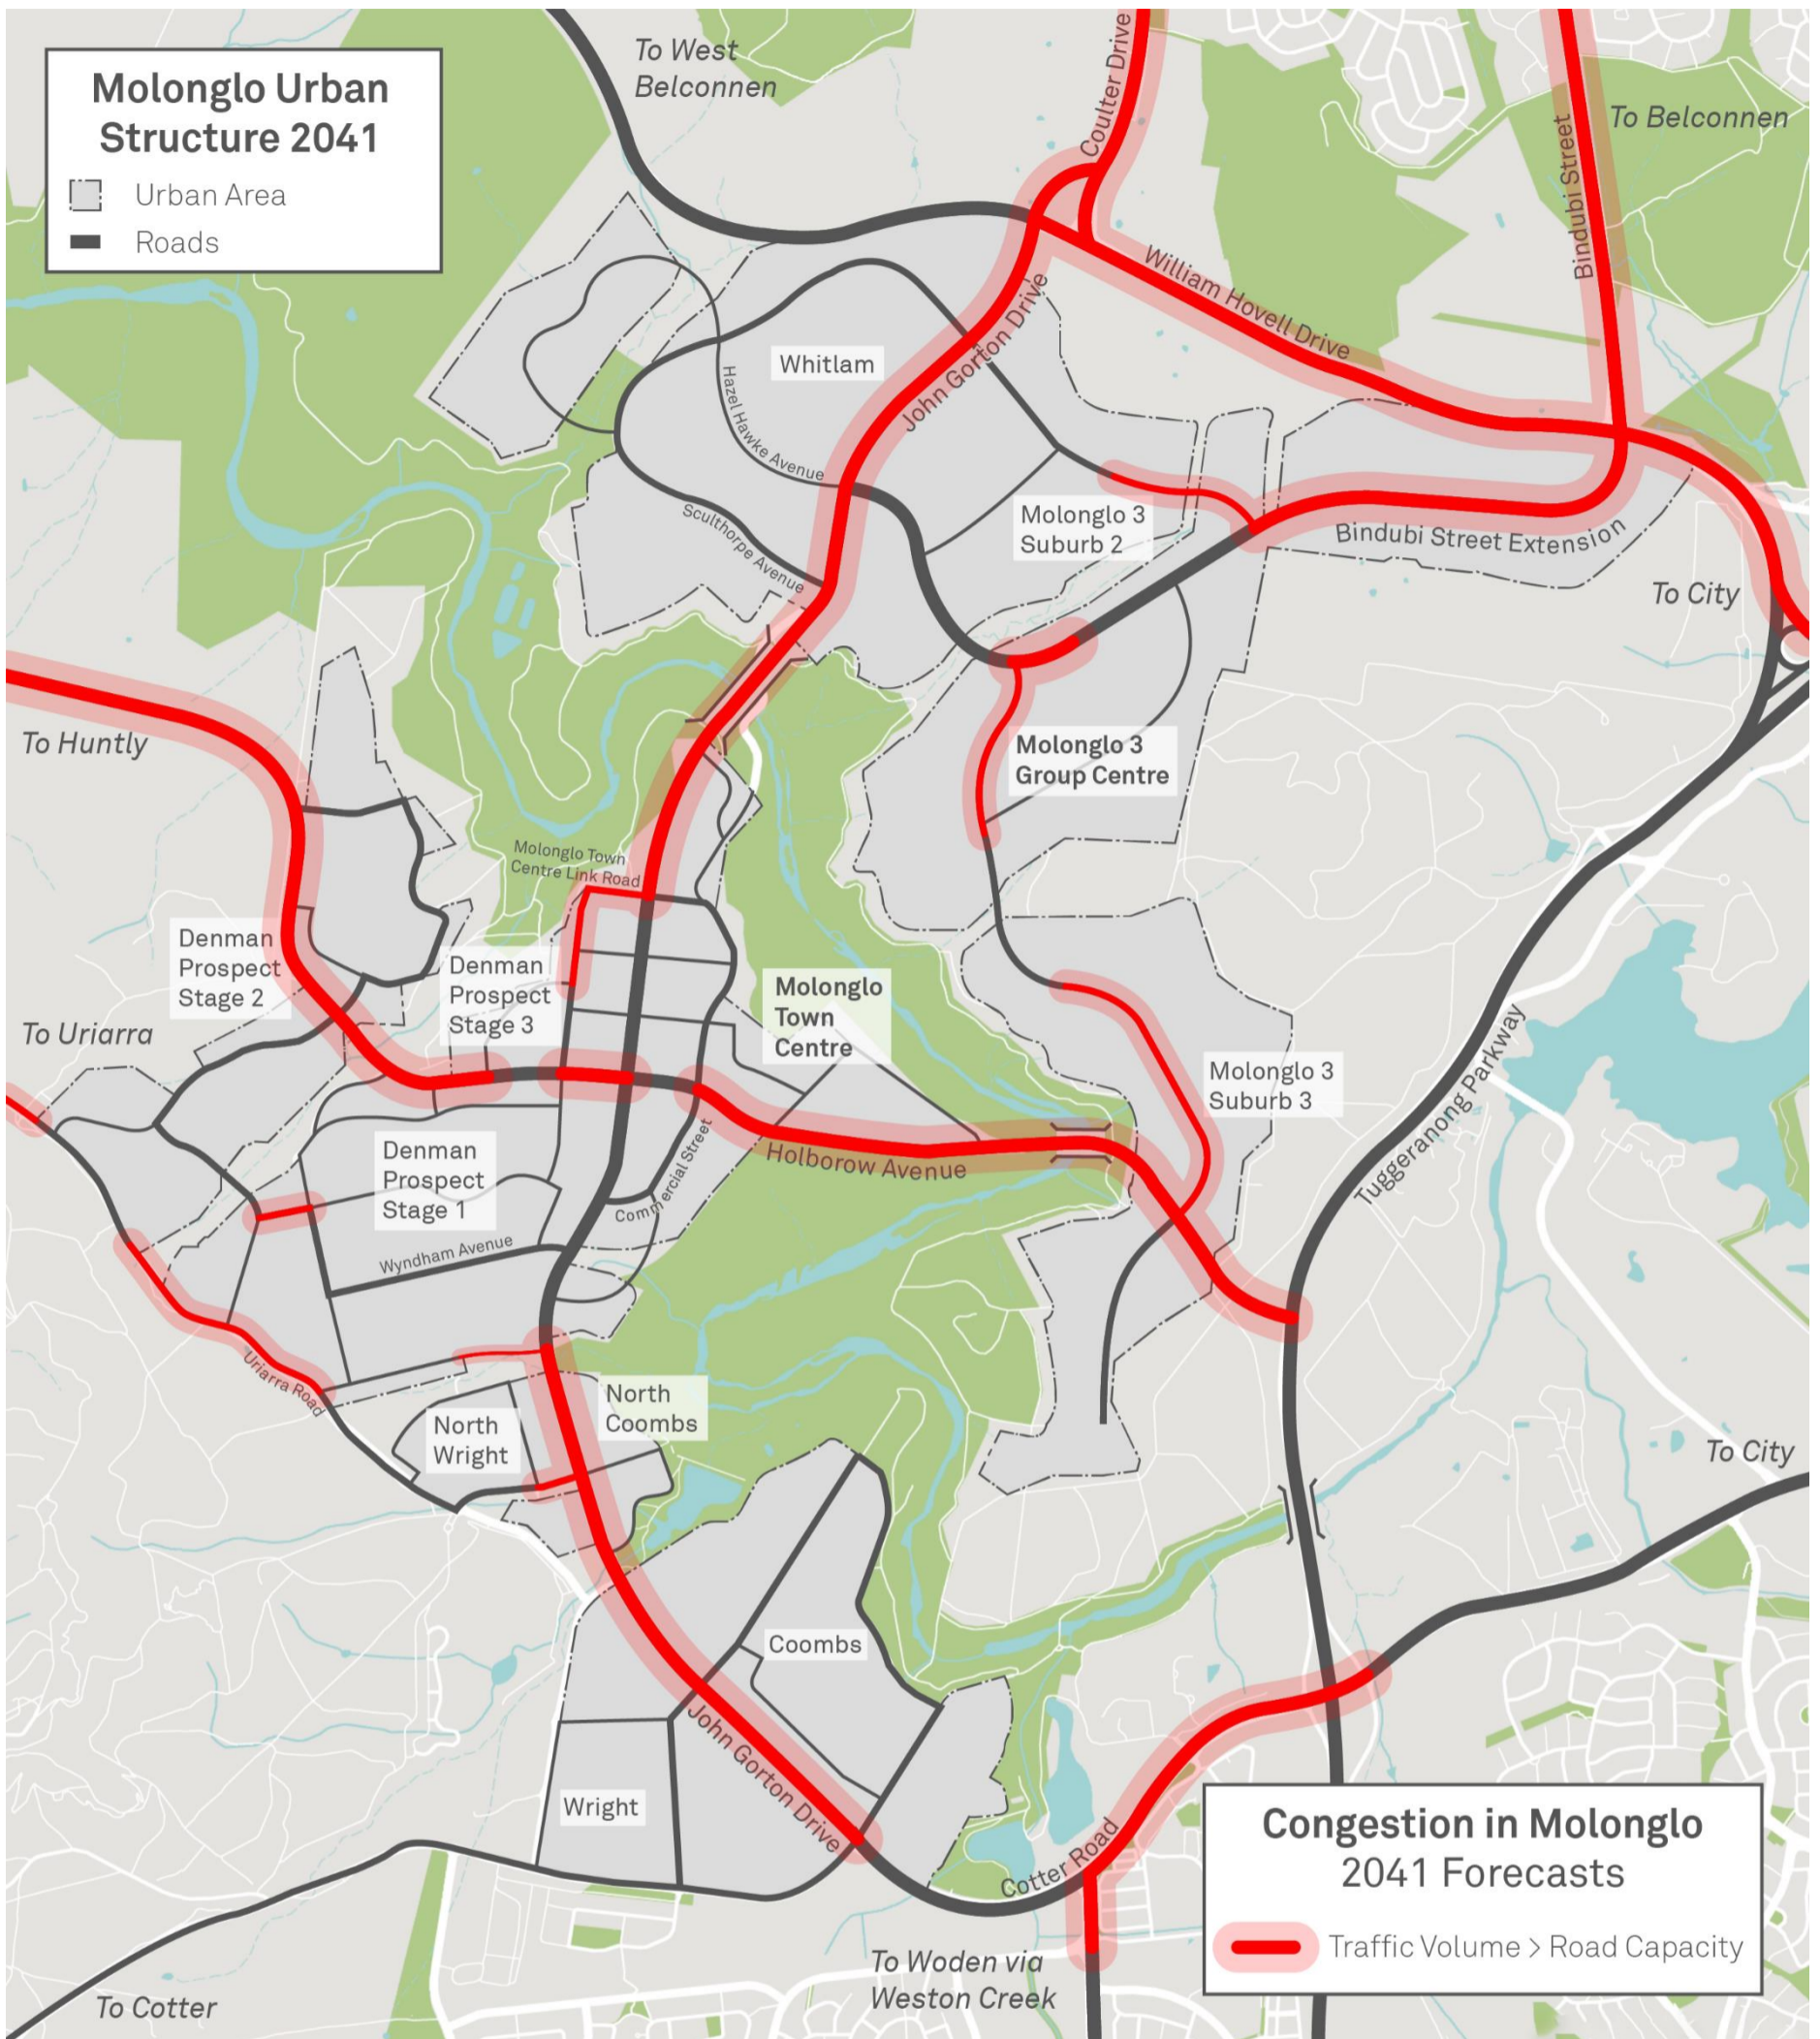 Molonglo Urban
Structure 2041
Urban Area
Roads
To West
Belconnen
Coulter Drive
To Belconnen
Bindubi Street
William Hovell Drive
John Gorton Drive
Whitlam
Hazel Hawke Avenue
Sculthorpe Avenue
Molonglo 3
Suburb 2
Bindubi Street Extension
To City
To Huntly
Molonglo 3
Group Centre
Molonglo Town
Centre Link Road
Denman
Prospect
Stage 2
Denman
Prospect
Stage 3
Molonglo
Town
Centre
To Uriarra
Molonglo 3
Suburb 3
Tuggeranong Parkway
Denman
Prospect
Stage 1
Commercial Street
Holborow Avenue
Wyndham Avenue
Uriarra Road
North
Coombs
North
Wright
To City
Coombs
John Gorton Drive
Wright
Cotter Road
To Woden via
Weston Creek
To Cotter
Congestion in Molonglo
2041 Forecasts
Traffic Volume > Road Capacity